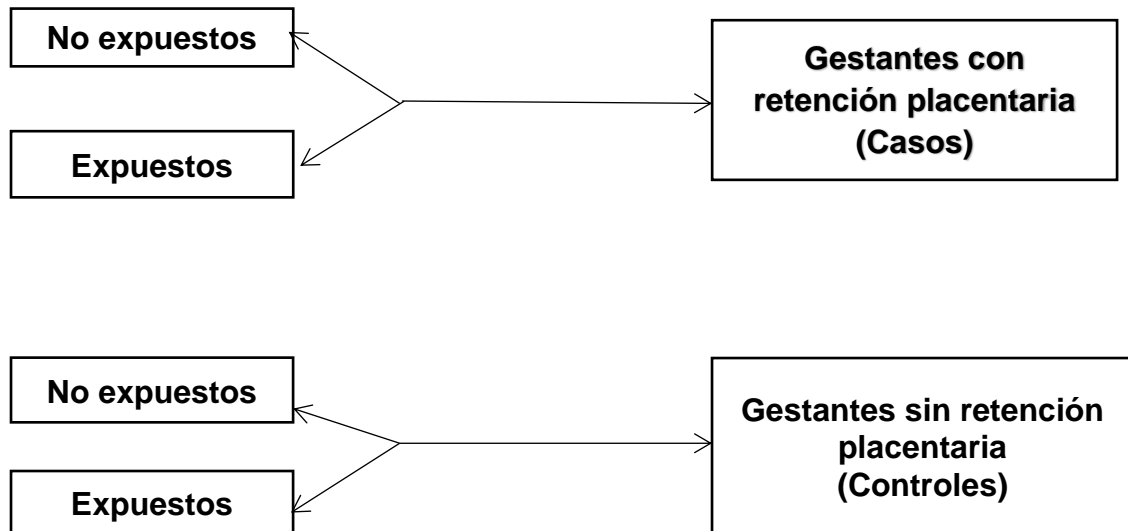 No expuestos
Expuestos
Gestantes con
retención placentaria
(Casos)
No expuestos
Expuestos
Gestantes sin retención
placentaria
(Controles)